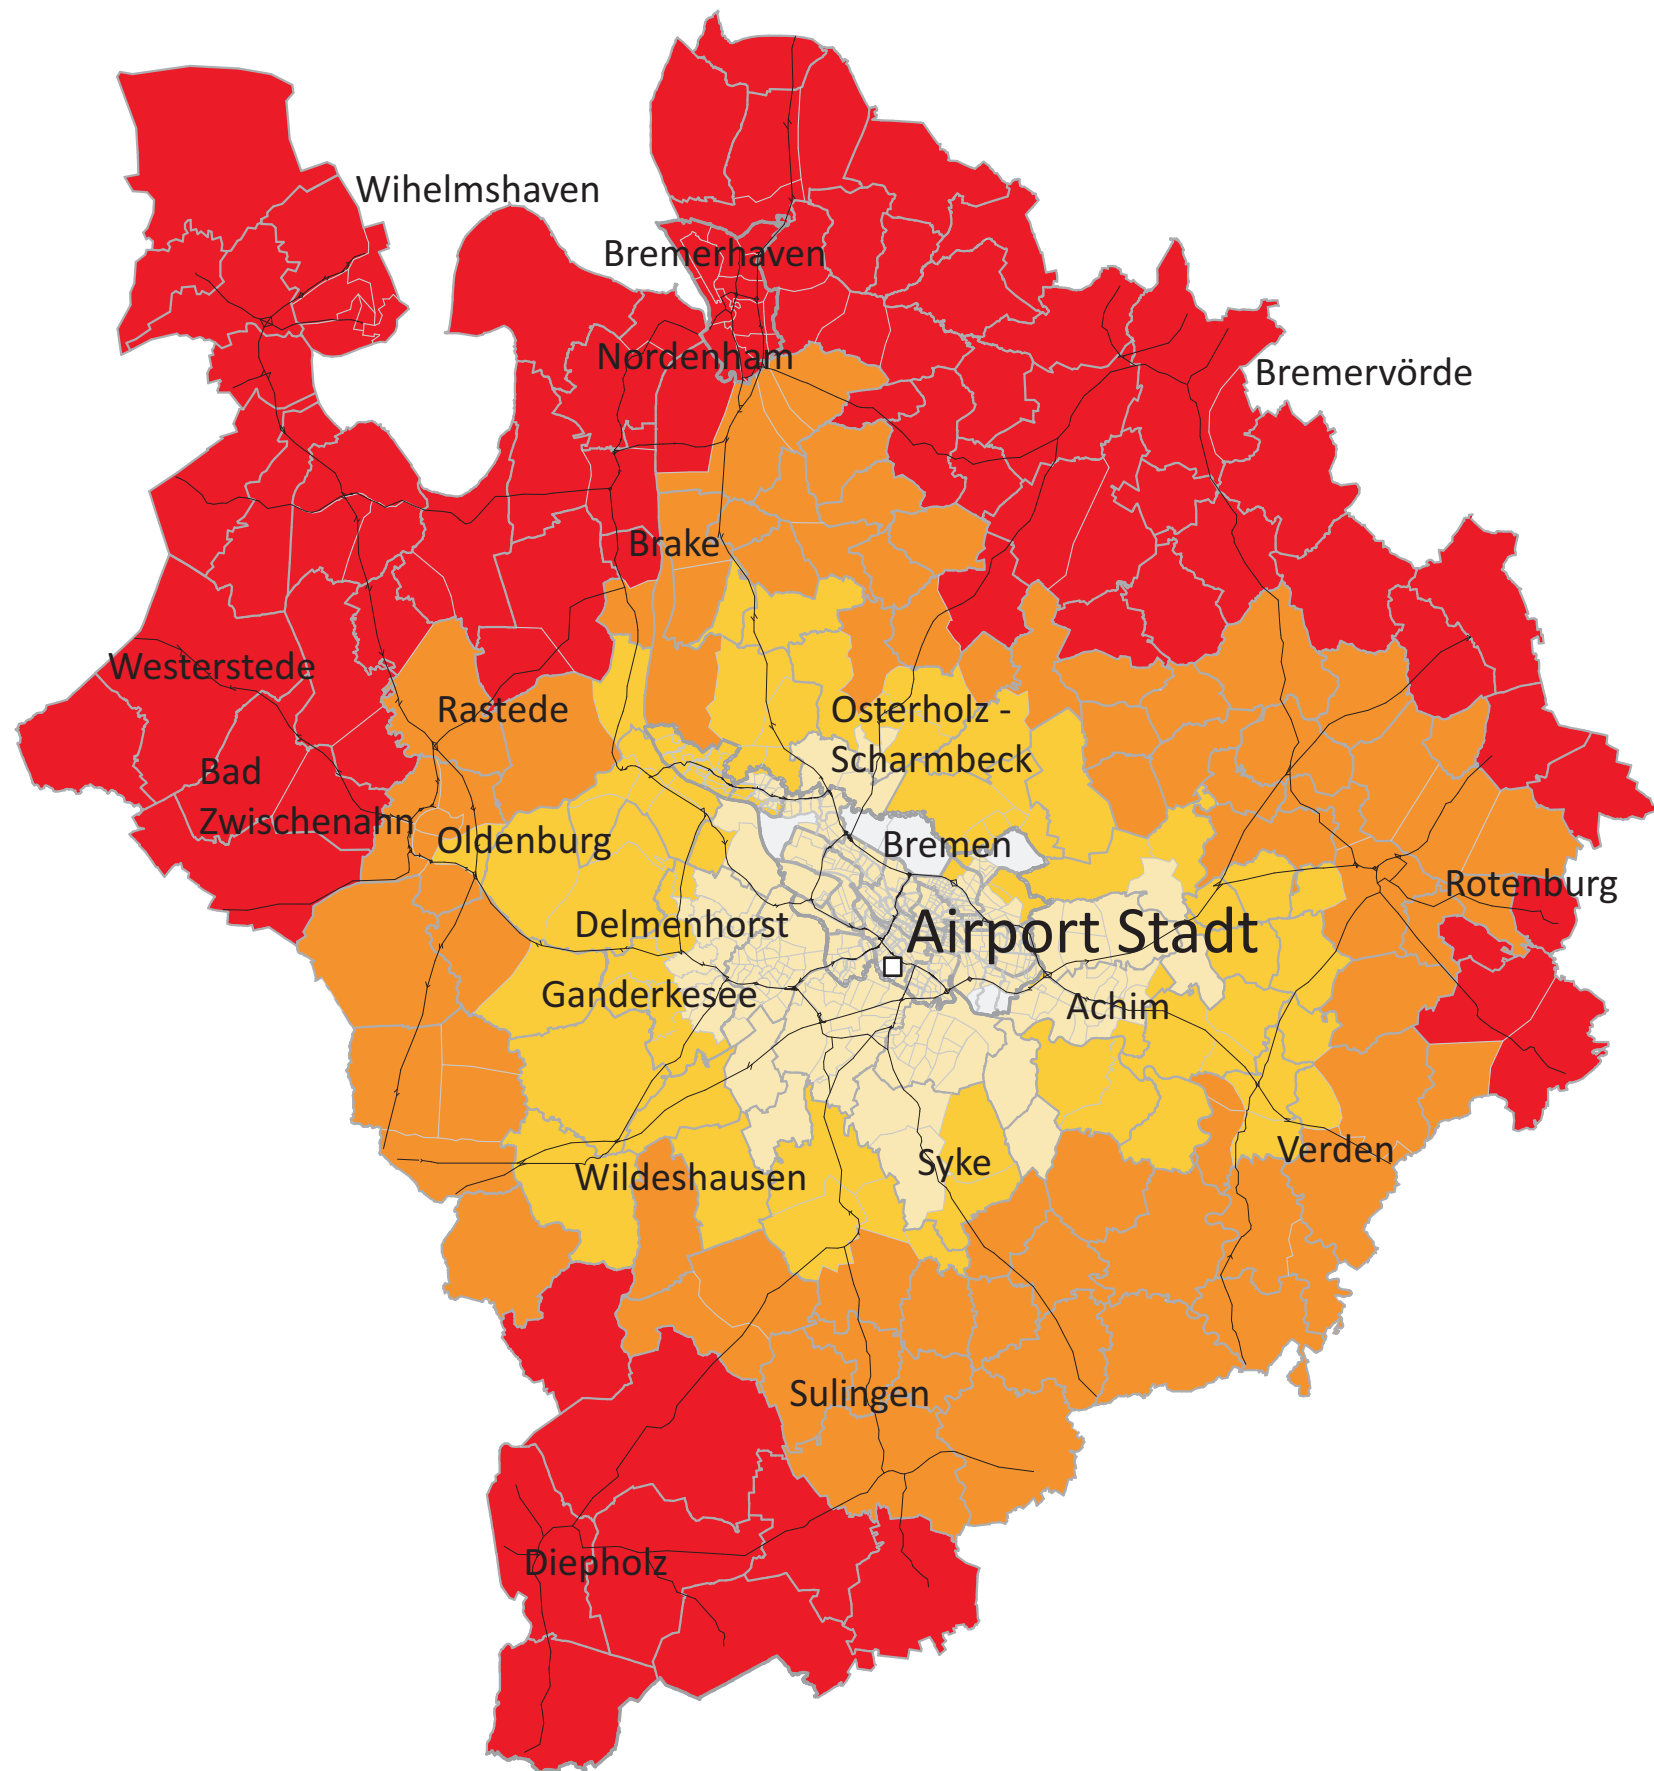 Wihelmshaven
Bremerhaven
Nordenham
Bremervörde
Brake
Westerstede
Rastede
Osterholz -
Scharmbeck
Bad
Zwischenahn
Oldenburg
Bremen
Rotenburg
Delmenhorst
Airport Stadt
Ganderkesee
Achim
Verden
Syke
Wildeshausen
Sulingen
Diepholz